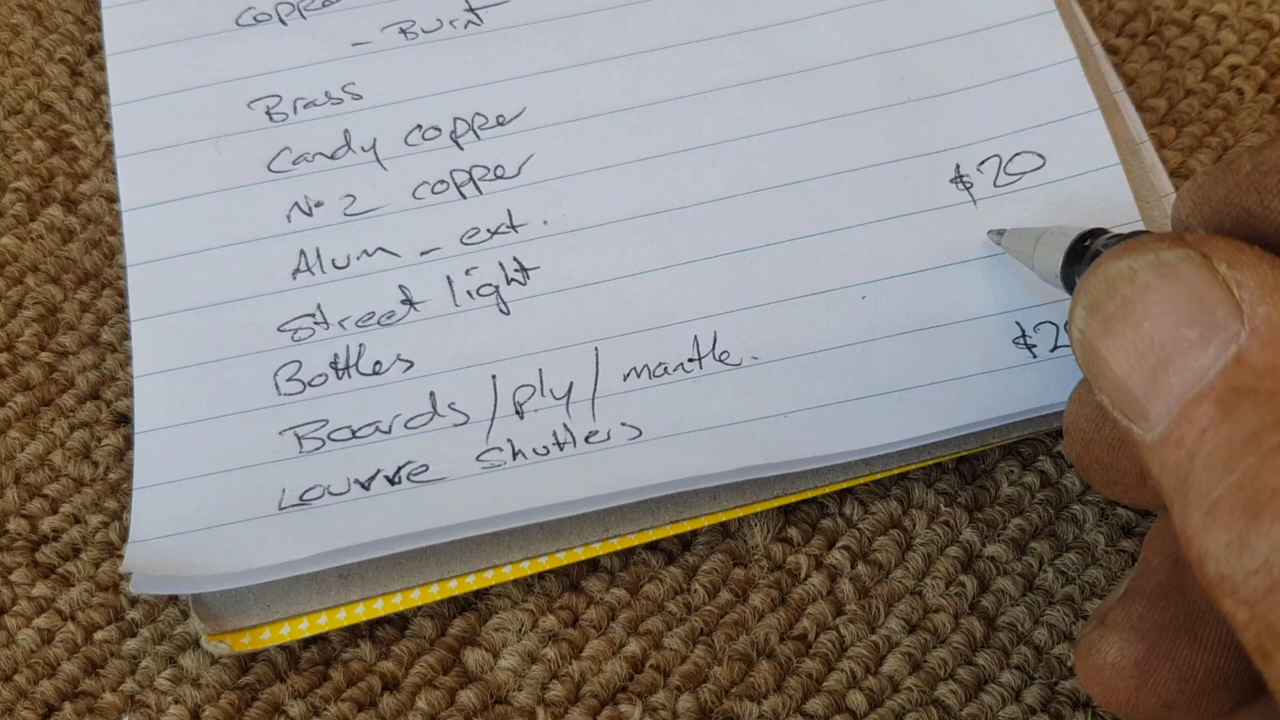 - Burnt
Brass
Candy copper
No 2 copper
Alum - ext.
Street light $20
Bottles
Boards / ply / mantle.
Louvre shutters